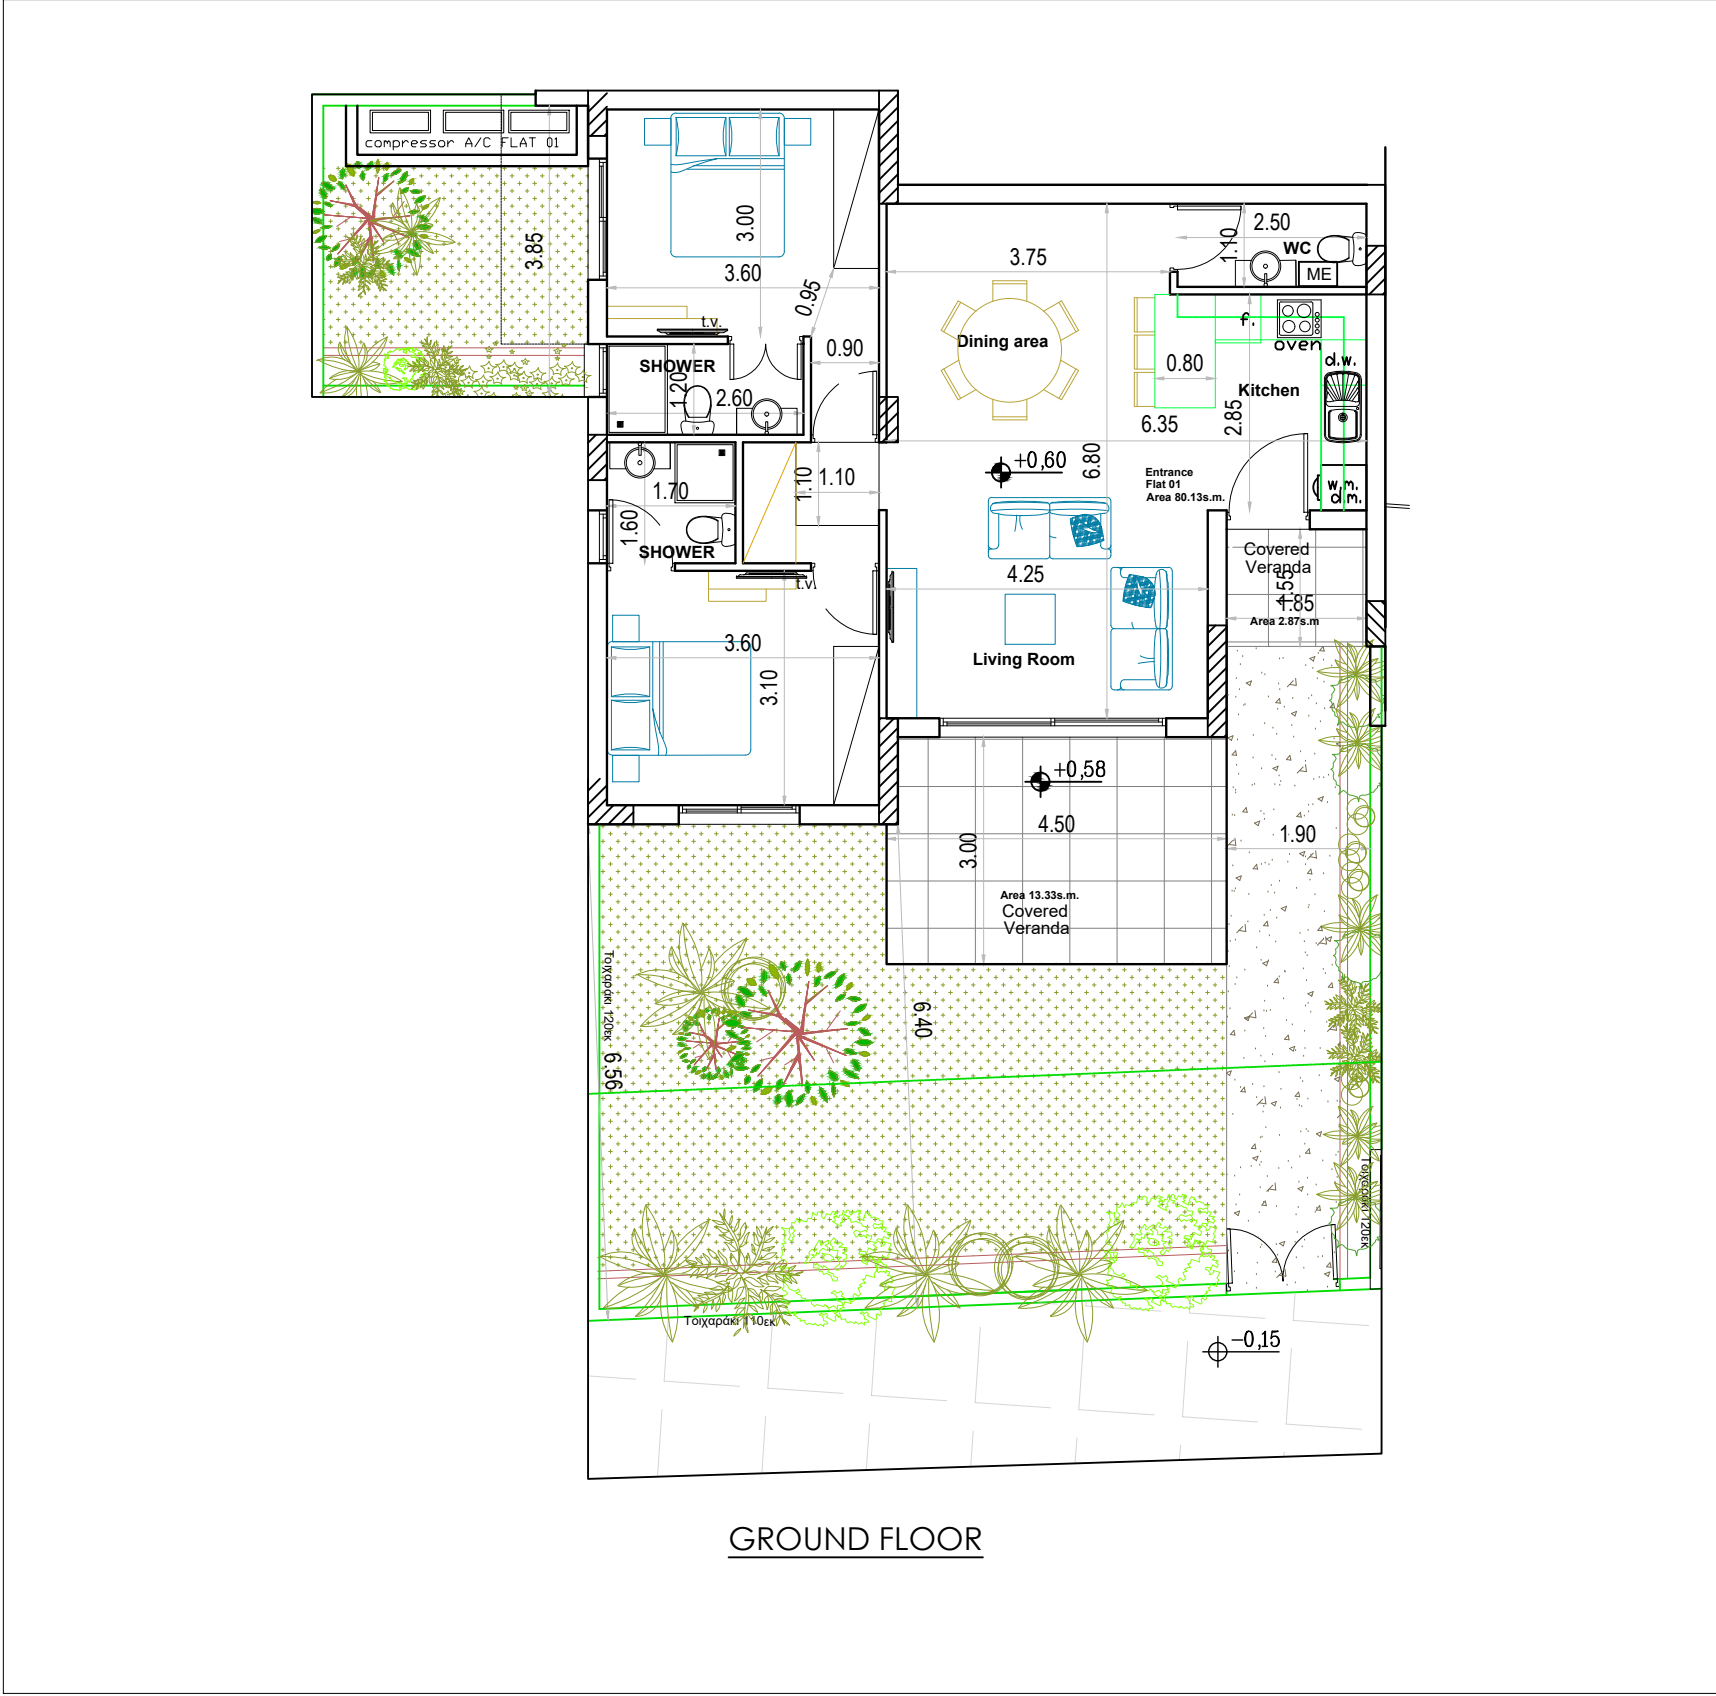 compressor A/C FLAT 01
3.85
3.00
3.60
0.95
t.v.
0.90
SHOWER
1.20
2.60
1.10
1.10
1.70
1.60
SHOWER
t.v.
3.60
3.10
3.75
Dining area
2.50
1.10
WC
ME
f.
oven
d.w.
0.80
Kitchen
2.85
6.35
6.80
+0,60
Entrance
Flat 01
Area 80.13s.m.
w.m.
d.m.
4.25
Living Room
Covered
Veranda
1.55
1.85
Area 2.87s.m
+0,58
4.50
3.00
1.90
Area 13.33s.m.
Covered
Veranda
6.40
Τοιχαράκι 120εκ
6.56
Τοιχαράκι 120εκ
Τοιχαράκι 110εκ
-0,15
GROUND FLOOR